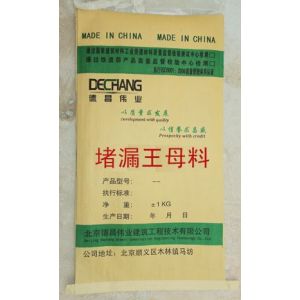 MADE IN CHINA MADE IN CHINA
DECHANG
德昌伟业
以质量求发展
Development with quality
以信誉求昌盛
Prosperity with credit
堵漏王母料
产品型号： --
执行标准：
净 重： ±1KG
生产日期： 年 月 日
北京德昌伟业建筑工程技术有限公司
公司地址：北京顺义区木林镇马坊